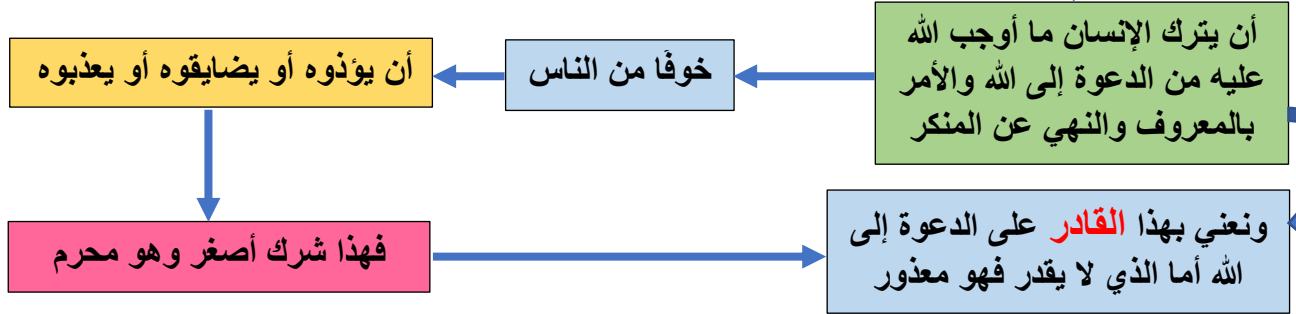 أن يترك الإنسان ما أوجب الله
عليه من الدعوة إلى الله والأمر
بالمعروف والنهي عن المنكر
خوفًا من الناس
أن يؤذوه أو يضايقوه أو يعذبوه
فهذا شرك أصغر وهو محرم
ونعني بهذا القادر على الدعوة إلى
الله أما الذي لا يقدر فهو معذور